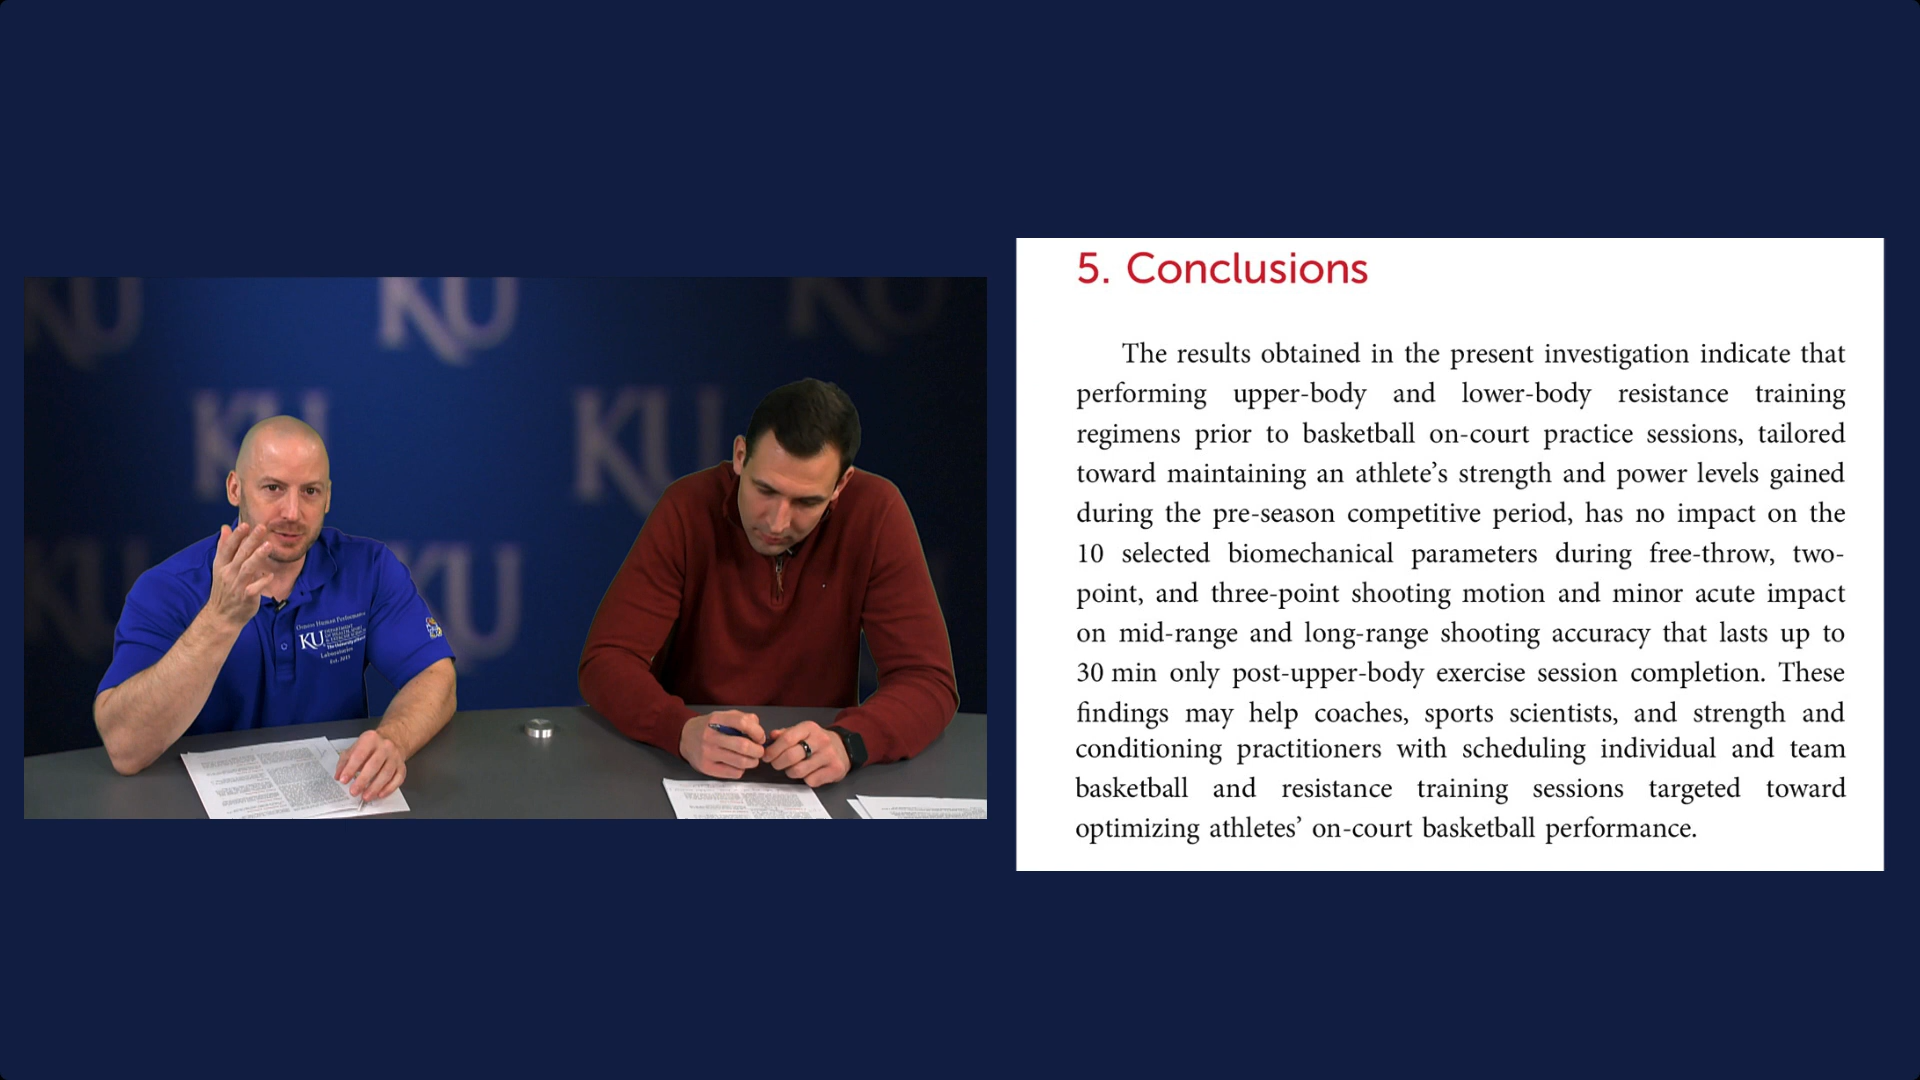 KU
KU
KU
KU
KU
KU
KU
Human Performance
KU
Laboratories
5. Conclusions
The results obtained in the present investigation indicate that
performing upper-body and lower-body resistance training
regimens prior to basketball on-court practice sessions, tailored
toward maintaining an athlete’s strength and power levels gained
during the pre-season competitive period, has no impact on the
10 selected biomechanical parameters during free-throw, two-
point, and three-point shooting motion and minor acute impact
on mid-range and long-range shooting accuracy that lasts up to
30 min only post-upper-body exercise session completion. These
findings may help coaches, sports scientists, and strength and
conditioning practitioners with scheduling individual and team
basketball and resistance training sessions targeted toward
optimizing athletes’ on-court basketball performance.